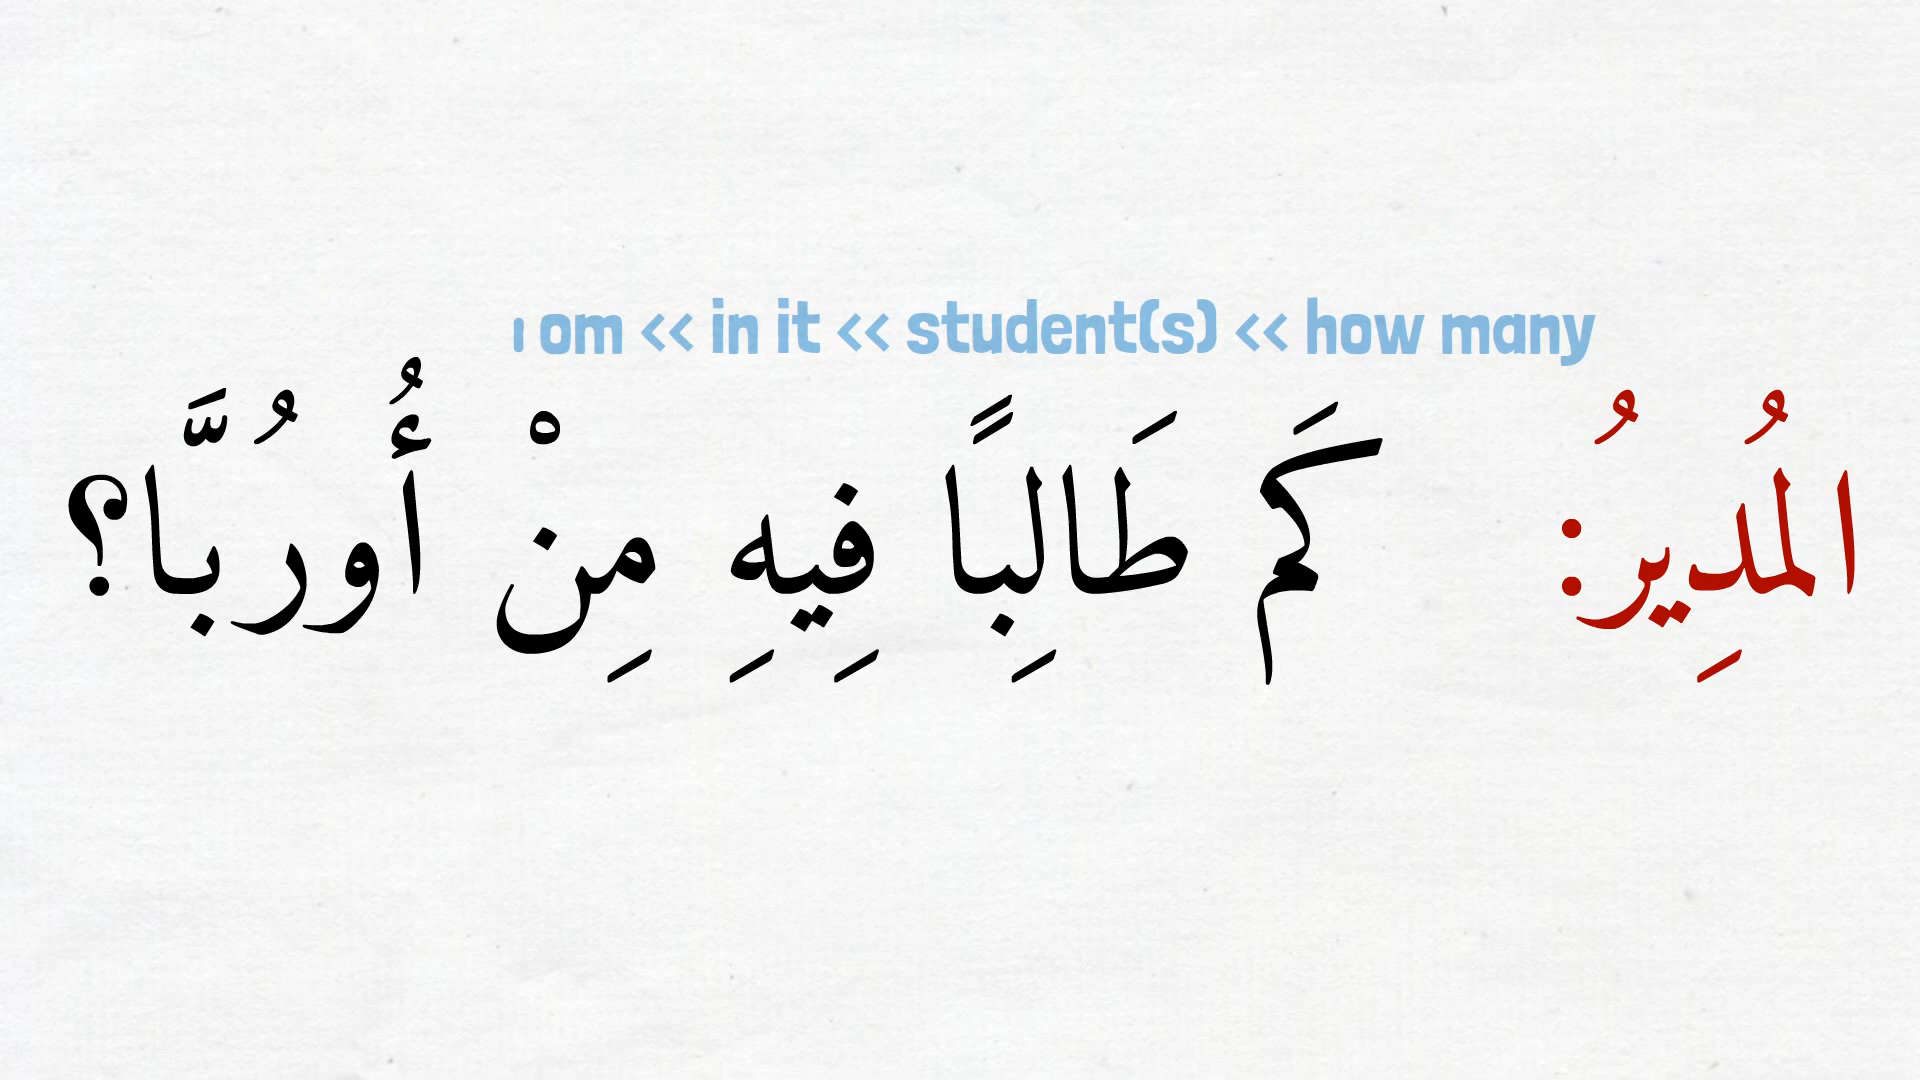 om << in it << student(s) << how many
المُدِيرُ: كَم طَالِبًا فِيهِ مِنْ أُورُبَّا؟